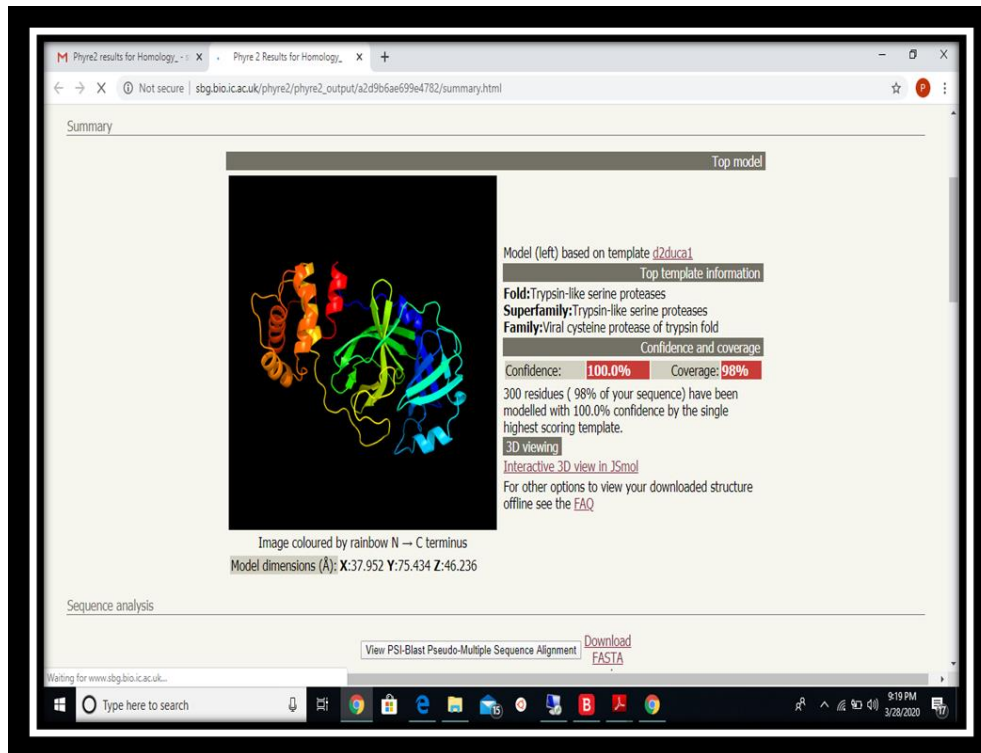 Phyre2 results for Homology_ - s
Phyre 2 Results for Homology_
Not secure | sbg.bio.ic.ac.uk/phyre2/phyre2_output/a2d9b6ae699e4782/summary.html
P
Summary
Top model
Model (left) based on template d2duca1
Top template information
Fold:Trypsin-like serine proteases
Superfamily:Trypsin-like serine proteases
Family:Viral cysteine protease of trypsin fold
Confidence and coverage
Confidence: 100.0% Coverage: 98%
300 residues ( 98% of your sequence) have been
modelled with 100.0% confidence by the single
highest scoring template.
3D viewing
Interactive 3D view in JSmol
For other options to view your downloaded structure
offline see the FAQ
Image coloured by rainbow N → C terminus
Model dimensions (Å): X:37.952 Y:75.434 Z:46.236
Sequence analysis
View PSI-Blast Pseudo-Multiple Sequence Alignment
Download
FASTA
Waiting for www.sbg.bio.ic.ac.uk...
Type here to search
15
B
9:19 PM
3/28/2020
17